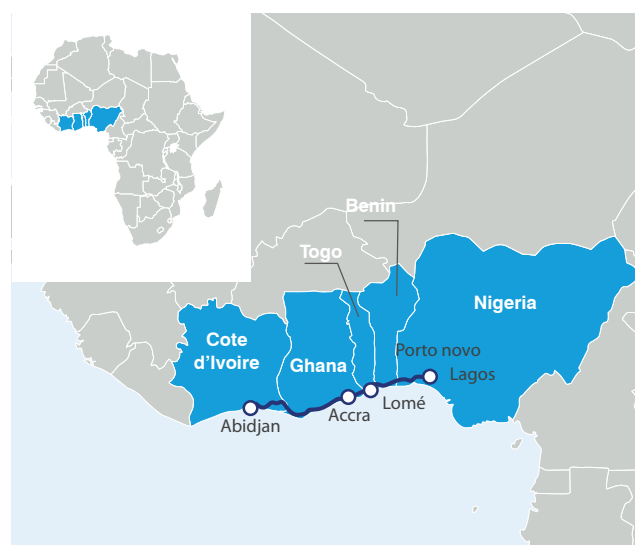 Benin
Togo
Nigeria
Cote
d'Ivoire
Ghana
Porto novo
Lagos
Lomé
Accra
Abidjan